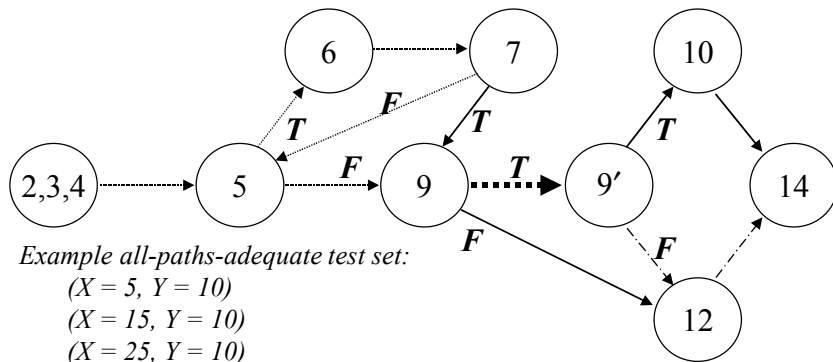 6
7
10
F
T
T
T
2,3,4
5
F
9
T
9′
14
F
F
12
Example all-paths-adequate test set:
(X = 5, Y = 10)
(X = 15, Y = 10)
(X = 25, Y = 10)